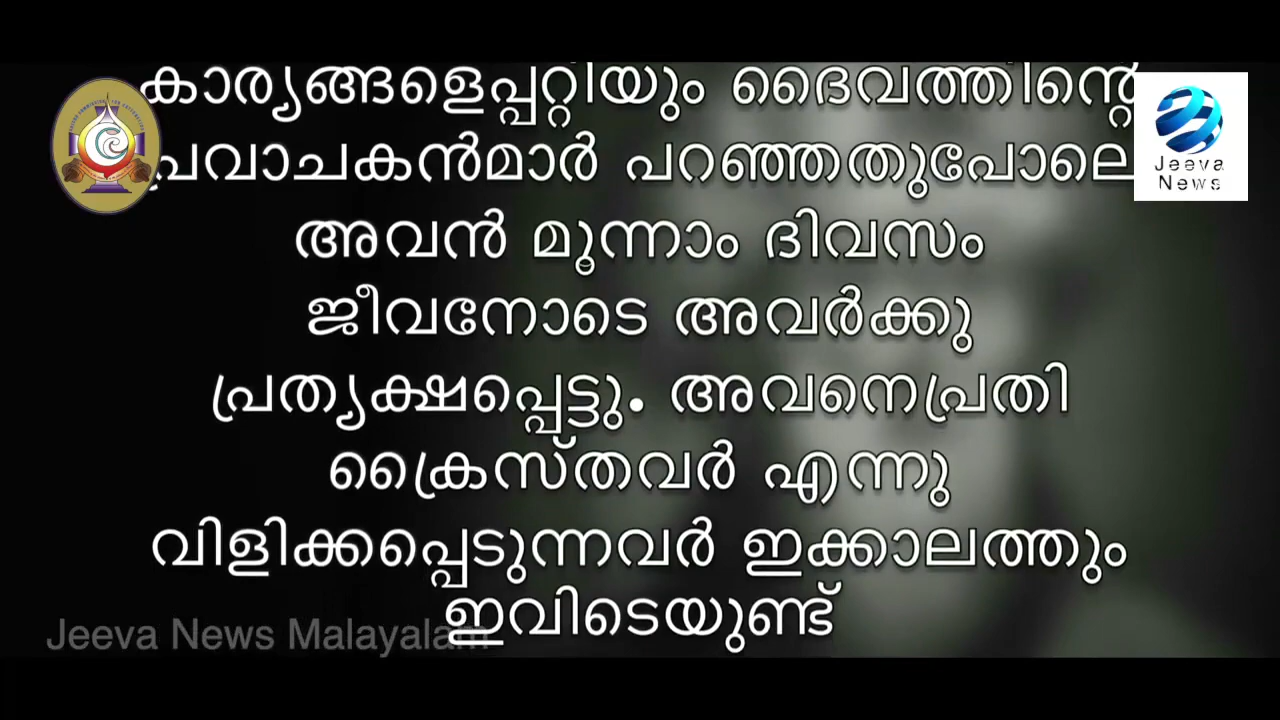 കാര്യങ്ങളെപ്പറ്റിയും ദൈവത്തിന്റെ
പ്രവാചകൻമാർ പറഞ്ഞതുപോലെ
അവൻ മൂന്നാം ദിവസം
ജീവനോടെ അവർക്കു
പ്രത്യക്ഷപ്പെട്ടു. അവനെപ്രതി
ക്രൈസ്തവർ എന്നു
വിളിക്കപ്പെടുന്നവർ ഇക്കാലത്തും
ഇവിടെയുണ്ട്
Jeeva News Malayalam
Jeeva
News